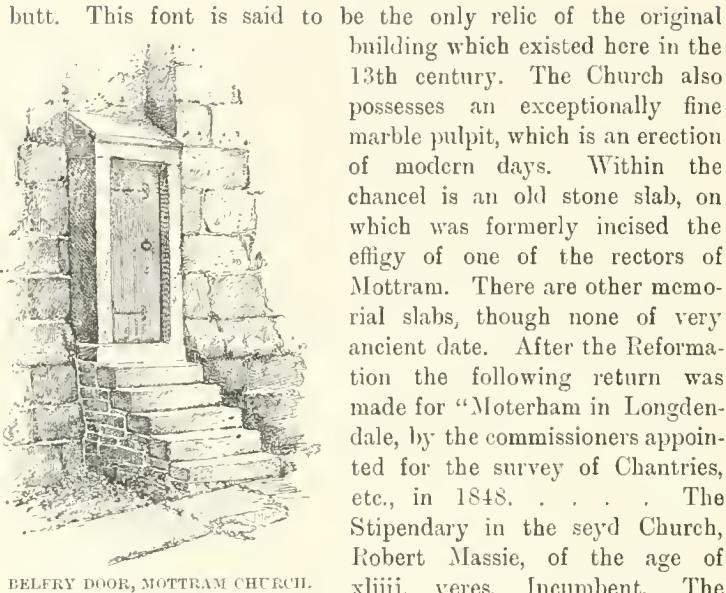 butt. This font is said to be the only relic of the original
building which existed here in the
13th century. The Church also
possesses an exceptionally fine
marble pulpit, which is an erection
of modern days. Within the
chancel is an old stone slab, on
which was formerly incised the
effigy of one of the rectors of
Mottram. There are other memo-
rial slabs, though none of very
ancient date. After the Reforma-
tion the following return was
made for "Moterham in Longden-
dale, by the commissioners appoin-
ted for the survey of Chantries,
etc., in 1848. . . . . The
Stipendary in the seyd Church,
Robert Massie, of the age of
xliiij. yeres, Incumbent. The
BELFRY DOOR, MOTTRAM CHURCH.